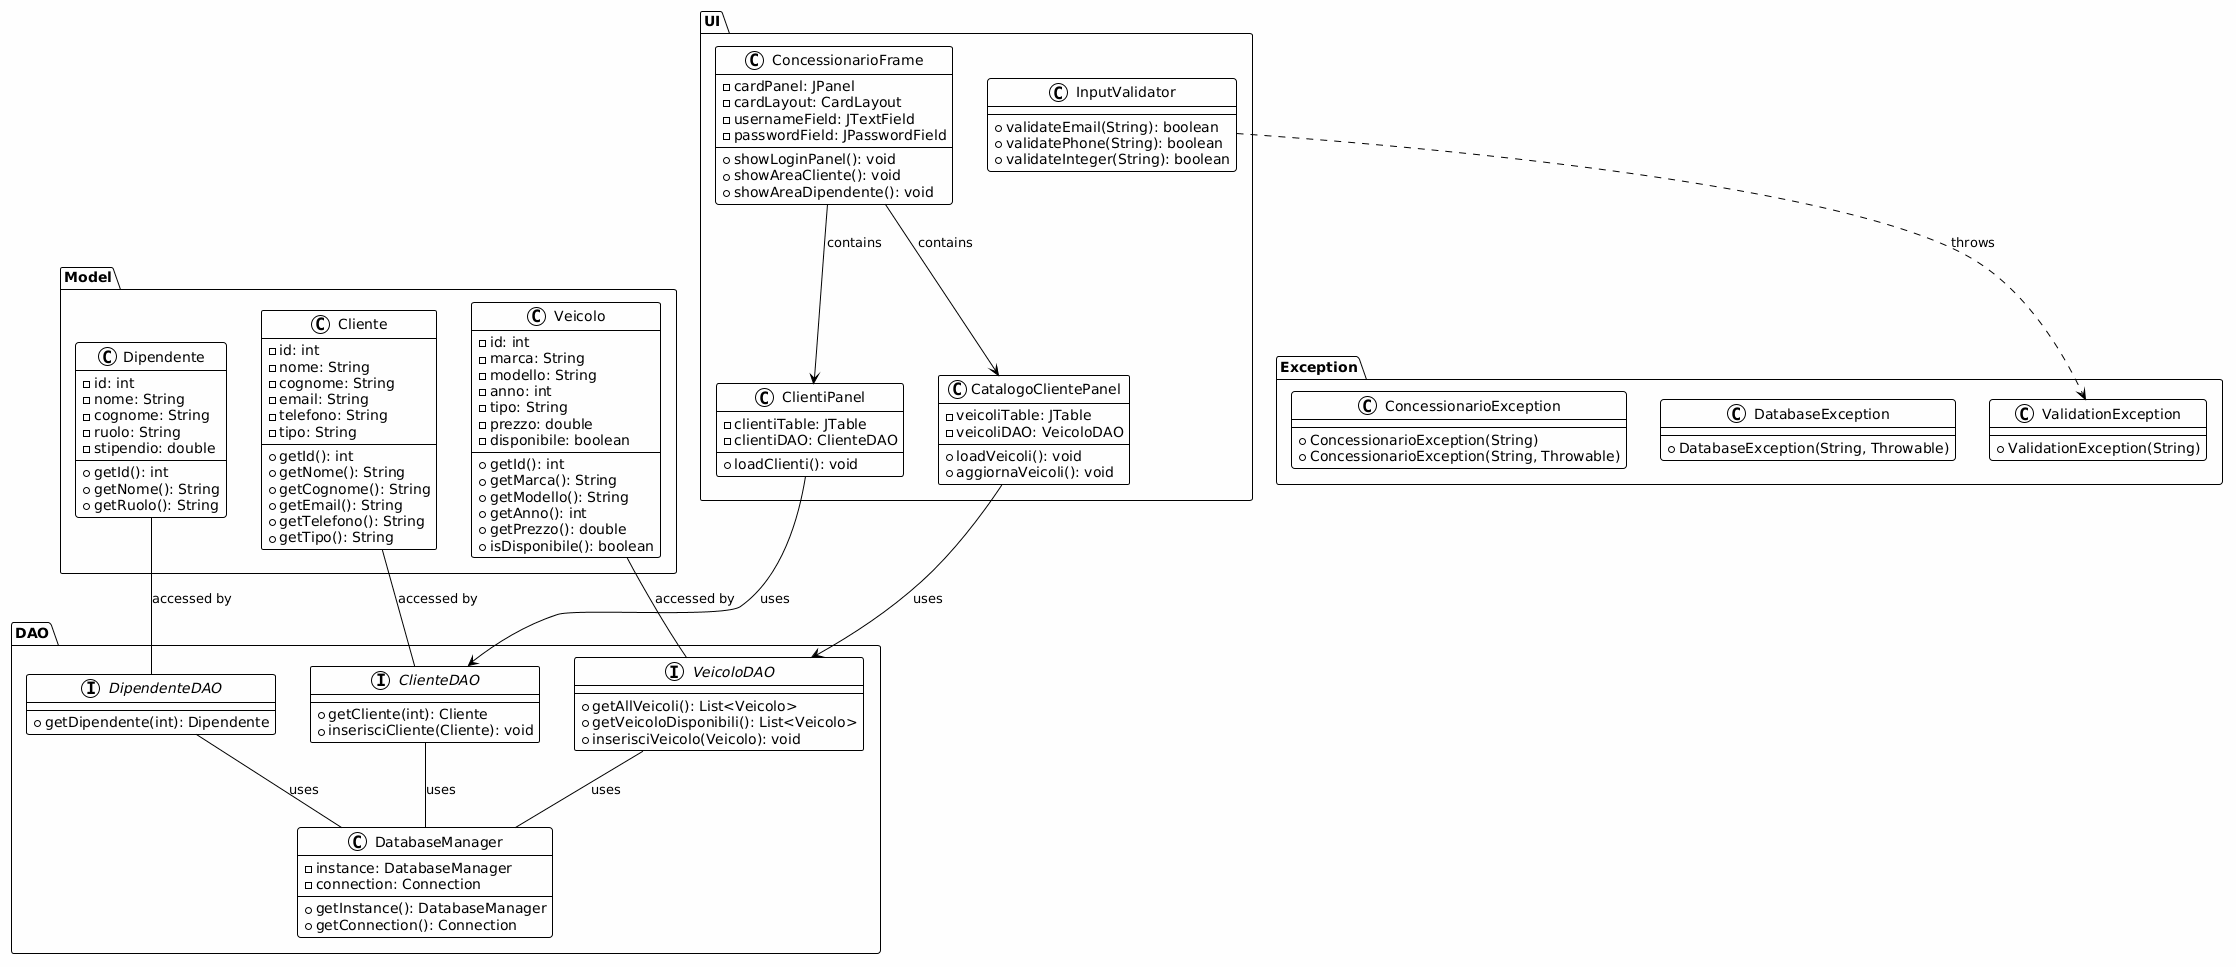 UI
C ConcessionarioFrame
cardPanel: JPanel
cardLayout: CardLayout
usernameField: JTextField
passwordField: JPasswordField
showLoginPanel(): void
showAreaCliente(): void
showAreaDipendente(): void
C InputValidator
validateEmail(String): boolean
validatePhone(String): boolean
validateInteger(String): boolean
contains
contains
throws
C ClientiPanel
clientiTable: JTable
clientiDAO: ClienteDAO
loadClienti(): void
C CatalogoClientePanel
veicoliTable: JTable
veicoliDAO: VeicoloDAO
loadVeicoli(): void
aggiornaVeicoli(): void
Model
C Dipendente
id: int
nome: String
cognome: String
ruolo: String
stipendio: double
getId(): int
getNome(): String
getRuolo(): String
C Cliente
id: int
nome: String
cognome: String
email: String
telefono: String
tipo: String
getId(): int
getNome(): String
getCognome(): String
getEmail(): String
getTelefono(): String
getTipo(): String
C Veicolo
id: int
marca: String
modello: String
anno: int
tipo: String
prezzo: double
disponibile: boolean
getId(): int
getMarca(): String
getModello(): String
getAnno(): int
getPrezzo(): double
isDisponibile(): boolean
Exception
C ConcessionarioException
ConcessionarioException(String)
ConcessionarioException(String, Throwable)
C DatabaseException
DatabaseException(String, Throwable)
C ValidationException
ValidationException(String)
accessed by
accessed by
accessed by
uses
uses
DAO
I DipendenteDAO
getDipendente(int): Dipendente
I ClienteDAO
getCliente(int): Cliente
inserisciCliente(Cliente): void
I VeicoloDAO
getAllVeicoli(): List<Veicolo>
getVeicoloDisponibili(): List<Veicolo>
inserisciVeicolo(Veicolo): void
uses
uses
uses
C DatabaseManager
instance: DatabaseManager
connection: Connection
getInstance(): DatabaseManager
getConnection(): Connection